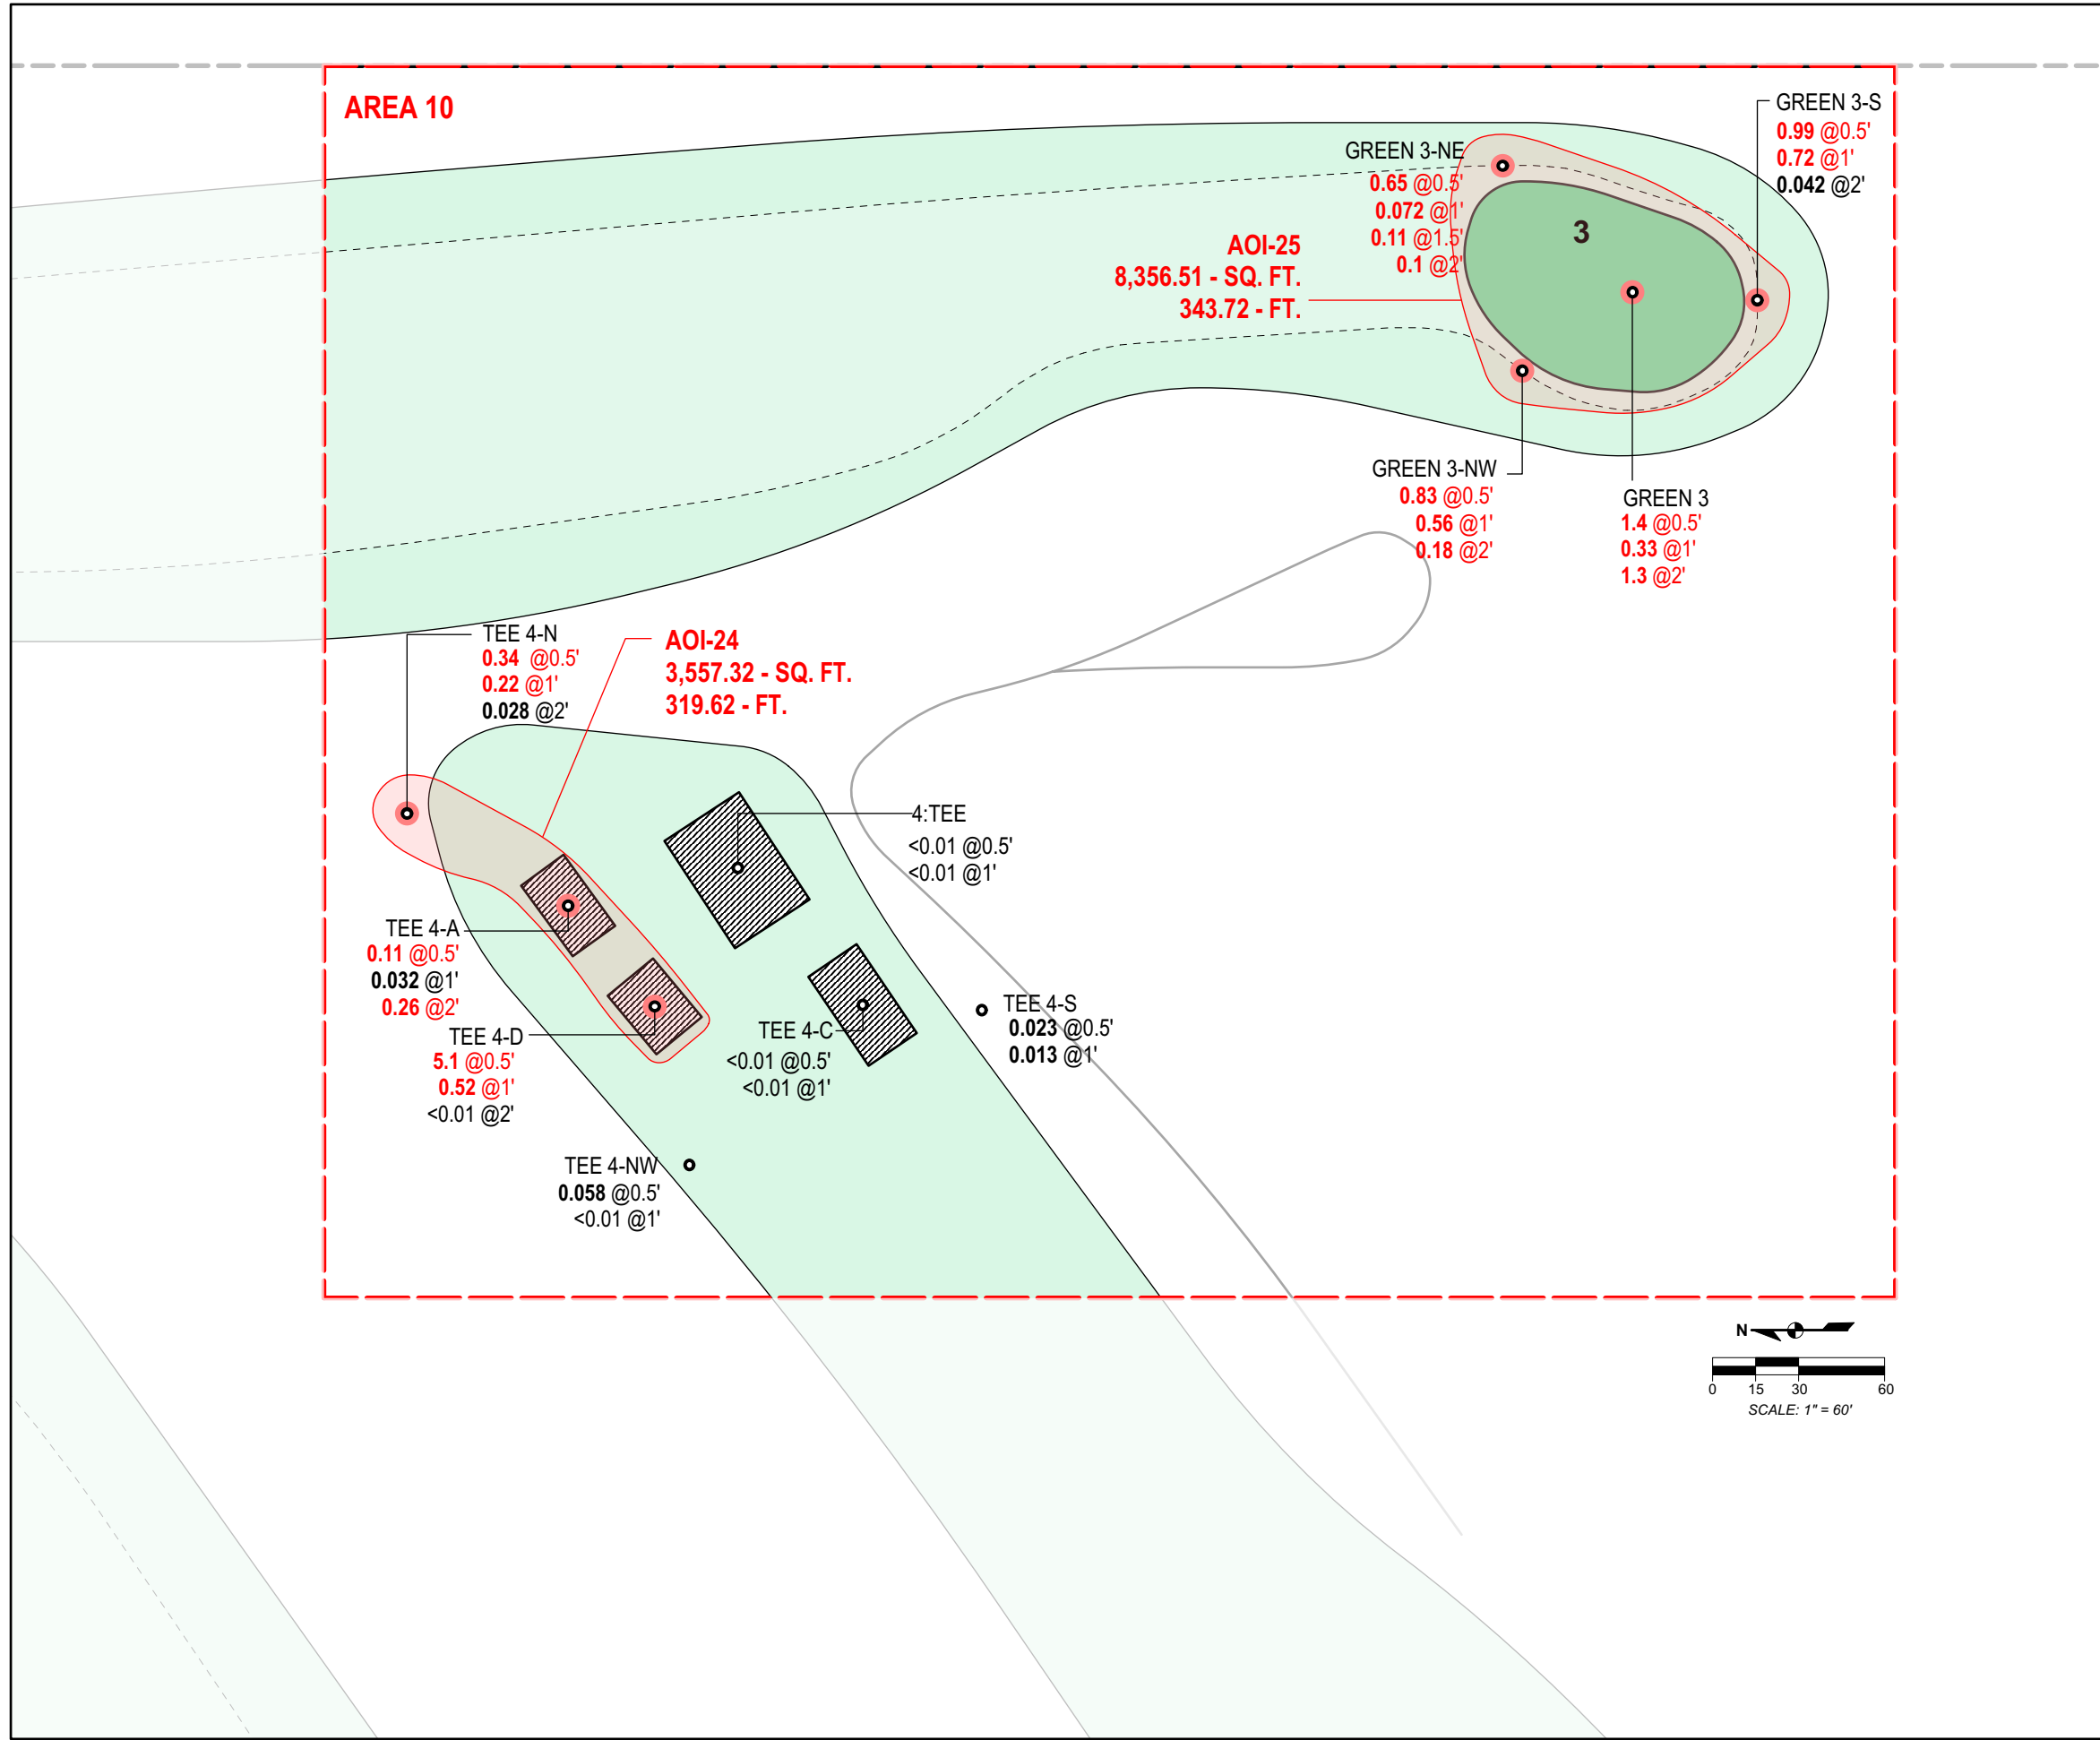 AREA 10
GREEN 3-S
0.99 @0.5'
0.72 @1'
0.042 @2'
GREEN 3-NE
0.65 @0.5'
0.072 @1'
0.11 @1.5'
0.1 @2'
3
AOI-25
8,356.51 - SQ. FT.
343.72 - FT.
GREEN 3-NW
0.83 @0.5'
0.56 @1'
0.18 @2'
GREEN 3
1.4 @0.5'
0.33 @1'
1.3 @2'
TEE 4-N
0.34 @0.5'
0.22 @1'
0.028 @2'
AOI-24
3,557.32 - SQ. FT.
319.62 - FT.
4:TEE
<0.01 @0.5'
<0.01 @1'
TEE 4-A
0.11 @0.5'
0.032 @1'
0.26 @2'
TEE 4-D
5.1 @0.5'
0.52 @1'
<0.01 @2'
TEE 4-C
<0.01 @0.5'
<0.01 @1'
TEE 4-S
0.023 @0.5'
0.013 @1'
TEE 4-NW
0.058 @0.5'
<0.01 @1'
N
0 15 30 60
SCALE: 1" = 60'